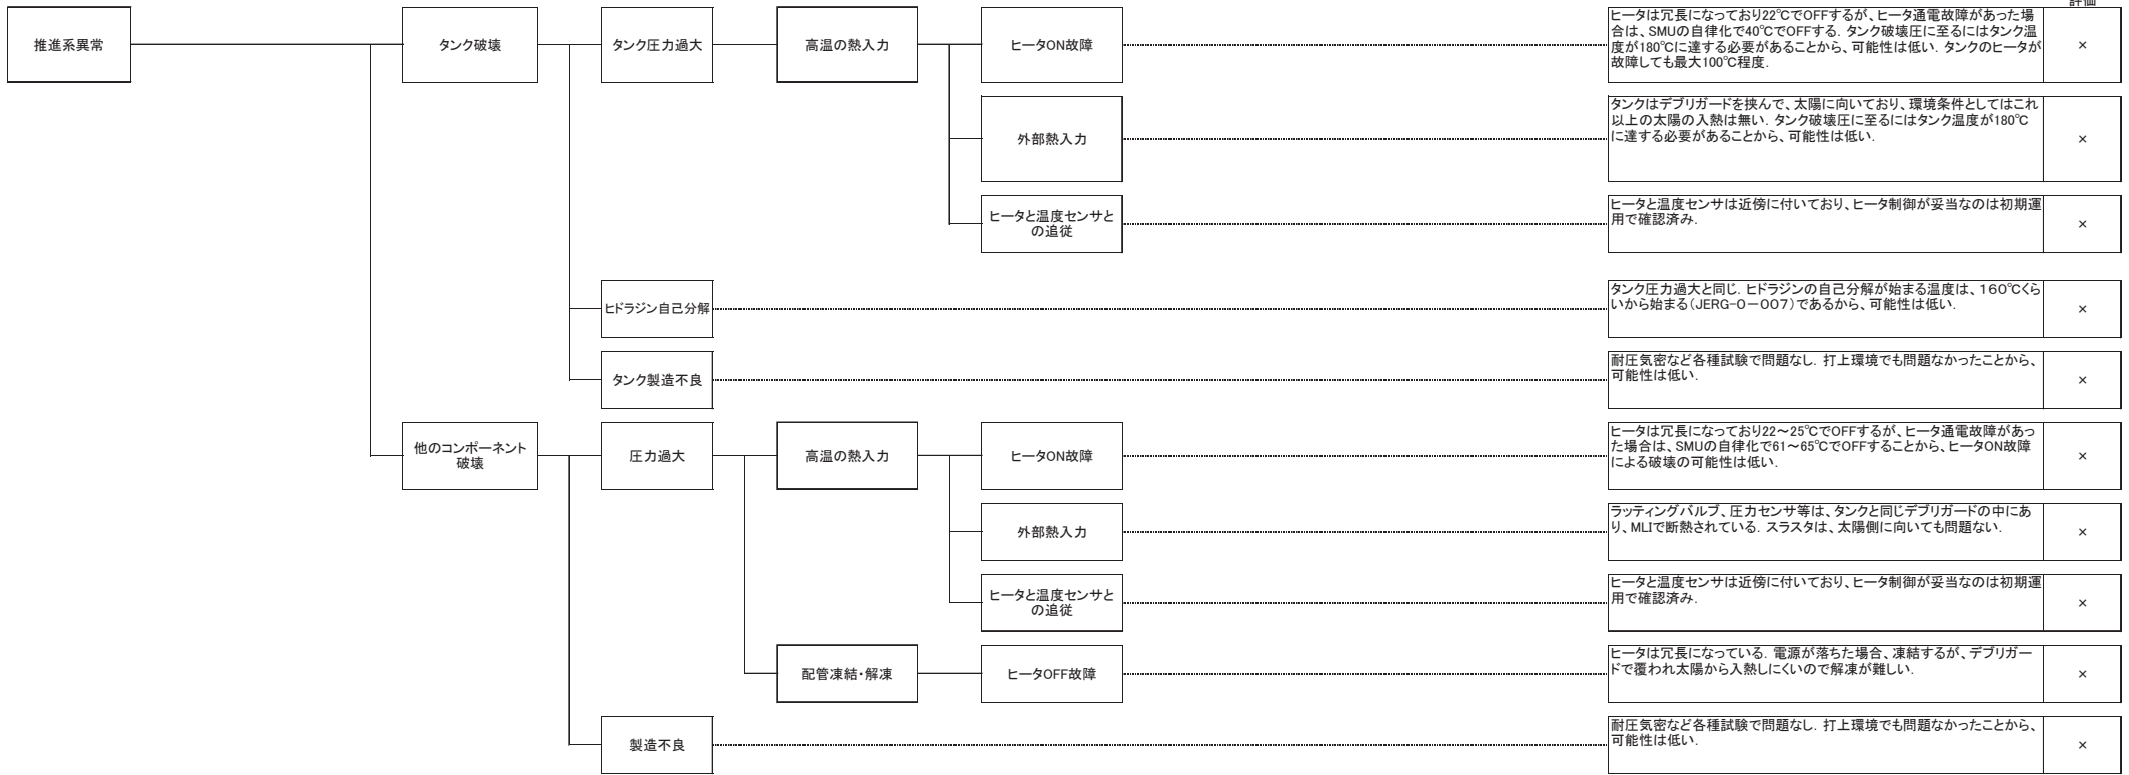 評価
推進系異常
タンク破壊
タンク圧力過大
高温の熱入力
ヒータON故障
ヒータは冗長になっており22℃でOFFするが、ヒータ通電故障があった場
合は、SMUの自律化で40℃でOFFする. タンク破壊圧に至るにはタンク温
度が180℃に達する必要があることから、可能性は低い. タンクのヒータが
故障しても最大100℃程度.
×
外部熱入力
タンクはデブリガードを挟んで、太陽に向いており、環境条件としてはこれ
以上の太陽の入熱は無い. タンク破壊圧に至るにはタンク温度が180℃
に達する必要があることから、可能性は低い.
×
ヒータと温度センサと
の追従
ヒータと温度センサは近傍に付いており、ヒータ制御が妥当なのは初期運
用で確認済み.
×
ヒドラジン自己分解
タンク圧力過大と同じ. ヒドラジンの自己分解が始まる温度は、160℃くら
いから始まる(JERG-0-007)であるから、可能性は低い.
×
タンク製造不良
耐圧気密など各種試験で問題なし. 打上環境でも問題なかったことから、
可能性は低い.
×
他のコンポーネント
破壊
圧力過大
高温の熱入力
ヒータON故障
ヒータは冗長になっており22~25℃でOFFするが、ヒータ通電故障があっ
た場合は、SMUの自律化で61~65℃でOFFすることから、ヒータON故障
による破壊の可能性は低い.
×
外部熱入力
ラッティングバルブ、圧力センサ等は、タンクと同じデブリガードの中にあ
り、MLIで断熱されている. スラスタは、太陽側に向いても問題ない.
×
ヒータと温度センサと
の追従
ヒータと温度センサは近傍に付いており、ヒータ制御が妥当なのは初期運
用で確認済み.
×
配管凍結・解凍
ヒータOFF故障
ヒータは冗長になっている. 電源が落ちた場合、凍結するが、デブリガー
ドで覆われ太陽から入熱しにくいので解凍が難しい.
×
製造不良
耐圧気密など各種試験で問題なし. 打上環境でも問題なかったことから、
可能性は低い.
×